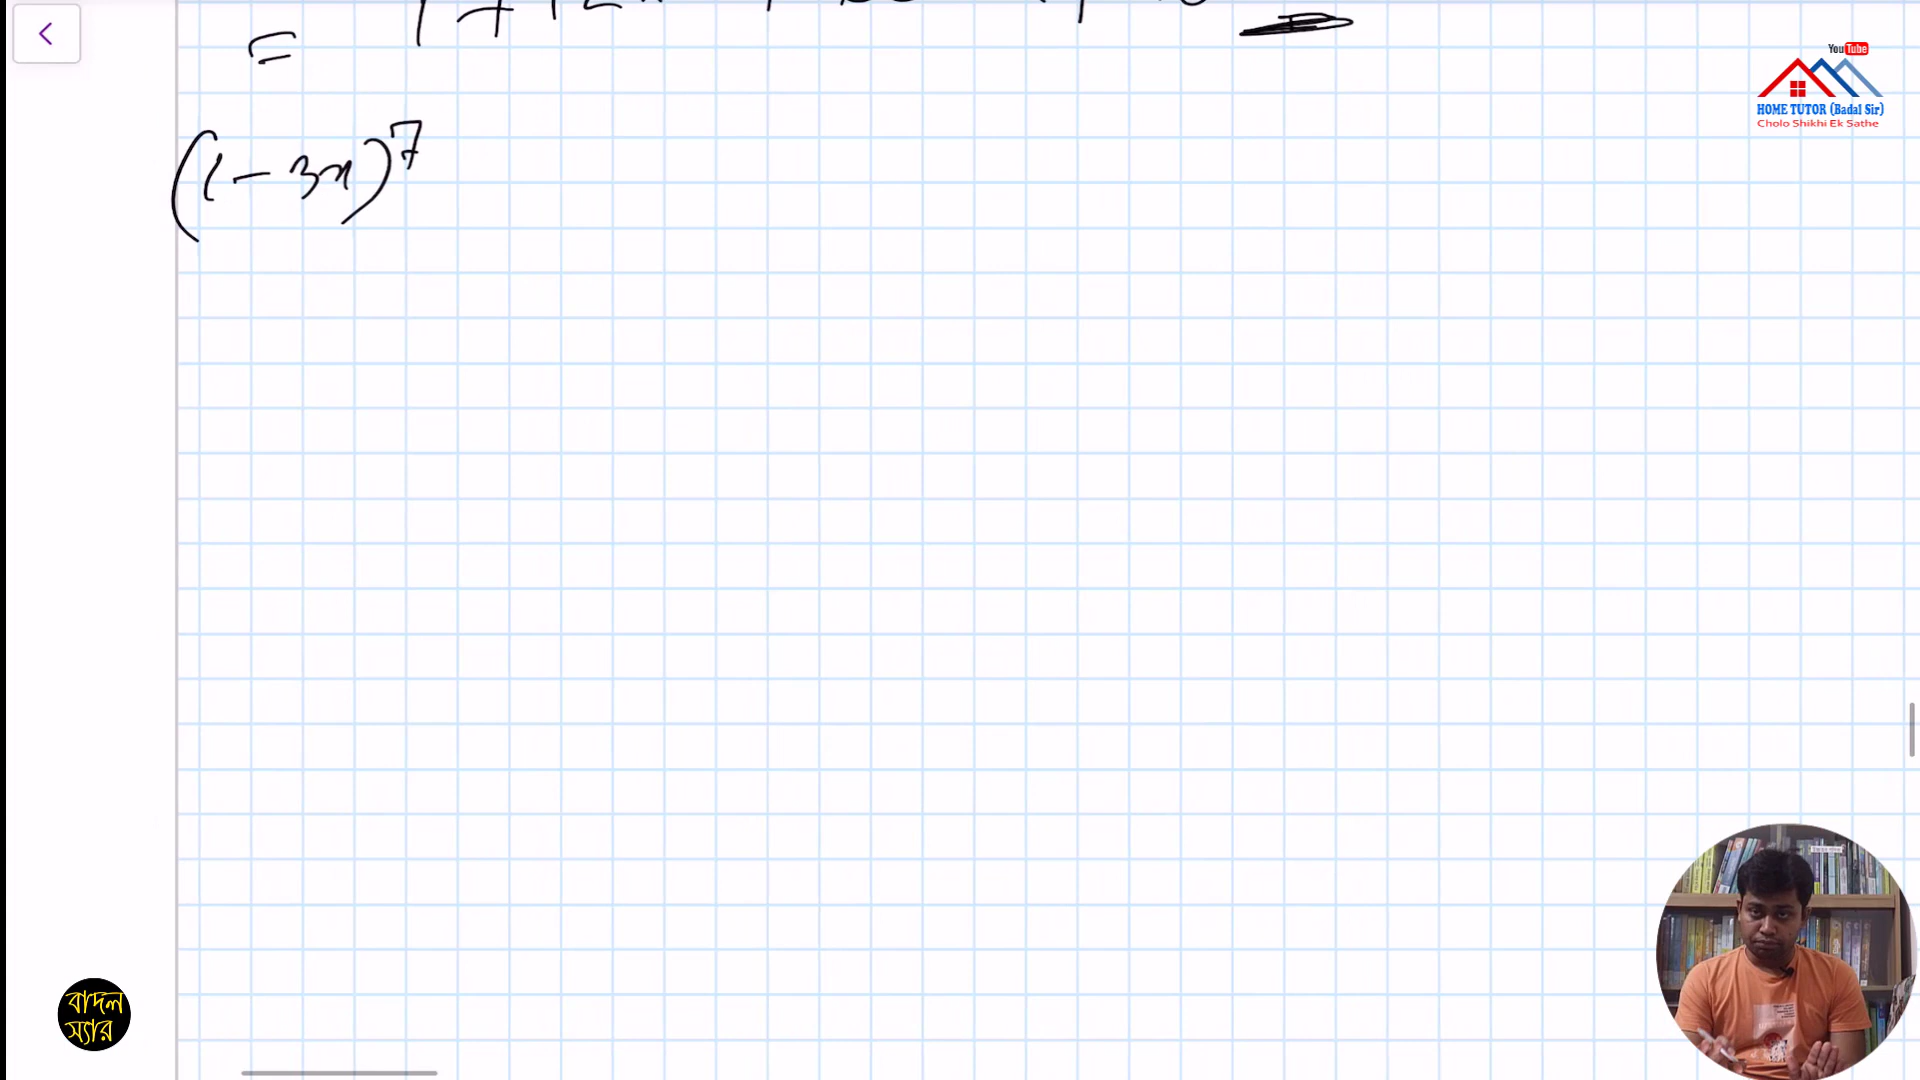 =
(1-3x)^7
YouTube
HOME TUTOR (Badal Sir)
Cholo Shikhi Ek Sathe
বাদল
স্যার